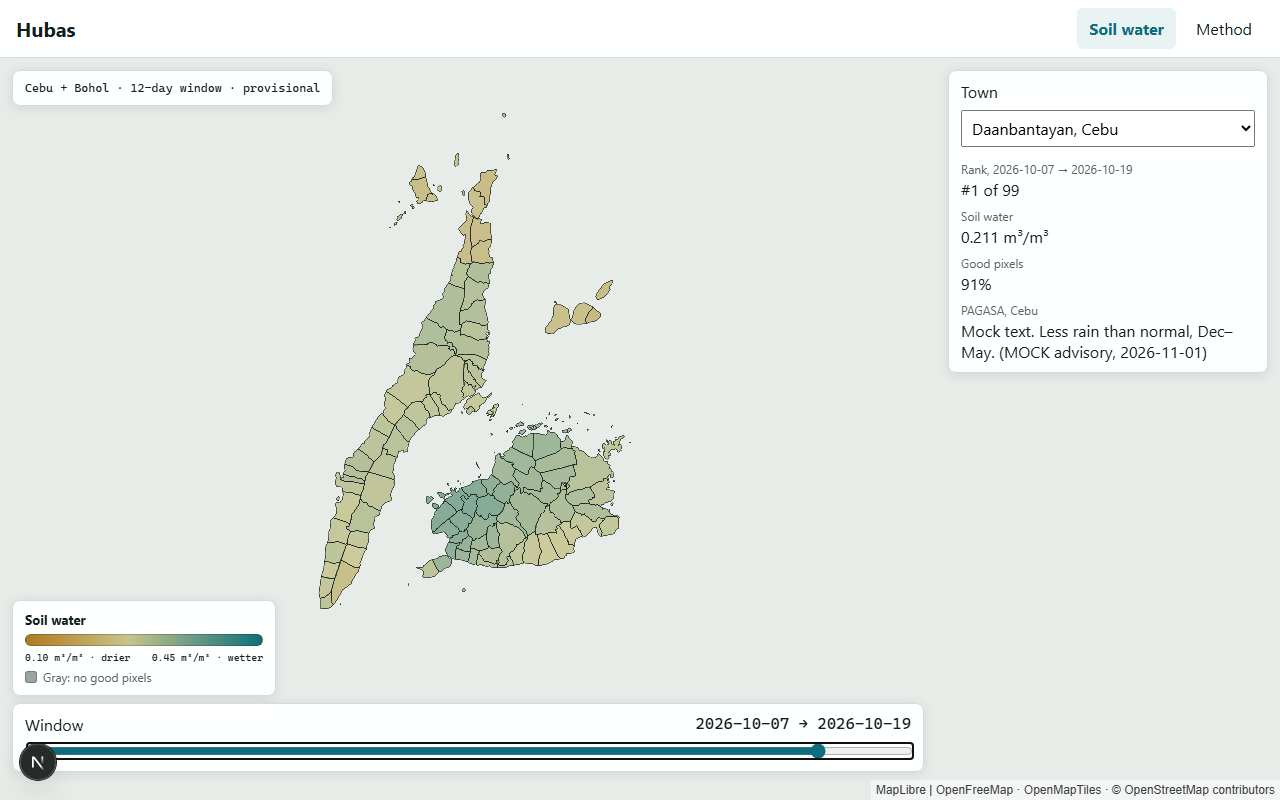 Hubas
Soil water
Method
Cebu + Bohol · 12-day window · provisional
Town
Daanbantayan, Cebu
Rank, 2026-10-07 → 2026-10-19
#1 of 99
Soil water
0.211 m³/m³
Good pixels
91%
PAGASA, Cebu
Mock text. Less rain than normal, Dec–
May. (MOCK advisory, 2026-11-01)
Soil water
0.10 m³/m³ · drier
0.45 m³/m³ · wetter
Gray: no good pixels
Window
2026-10-07 → 2026-10-19
N
MapLibre | OpenFreeMap · OpenMapTiles · © OpenStreetMap contributors